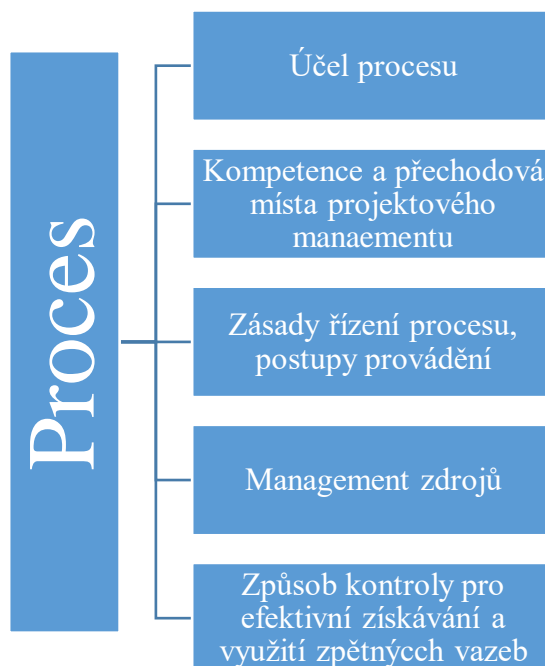 Proces
Účel procesu
Kompetence a přechodová
místa projektového
manaementu
Zásady řízení procesu,
postupy provádění
Management zdrojů
Způsob kontroly pro
efektivní získávání a
využití zpětnýcch vazeb